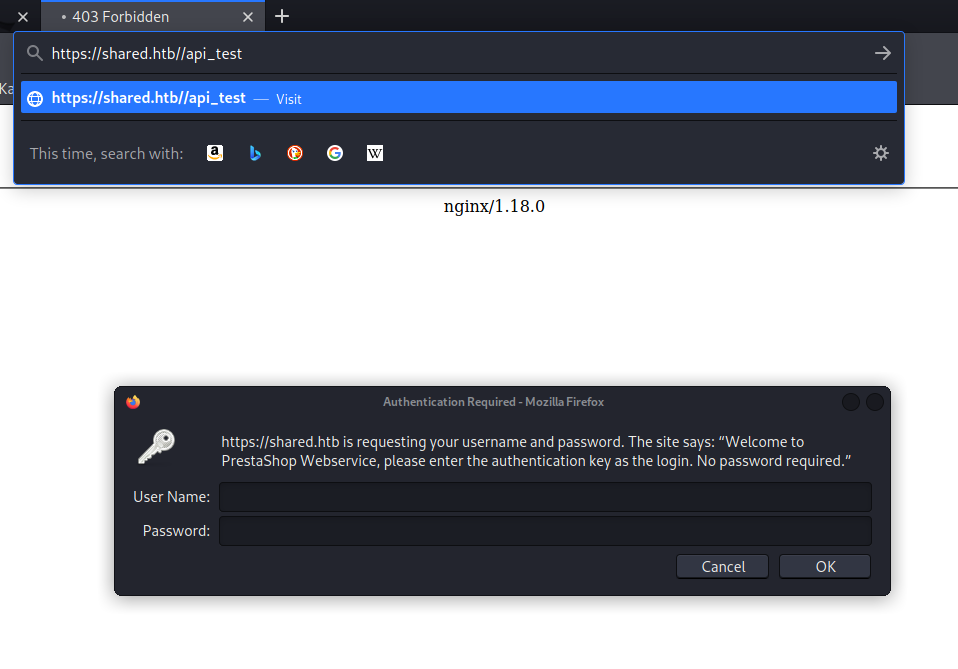 • 403 Forbidden
https://shared.htb//api_test
Ka
https://shared.htb//api_test — Visit
This time, search with: a G W
nginx/1.18.0
Authentication Required - Mozilla Firefox
https://shared.htb is requesting your username and password. The site says: “Welcome to
PrestaShop Webservice, please enter the authentication key as the login. No password required.”
User Name:
Password:
Cancel OK